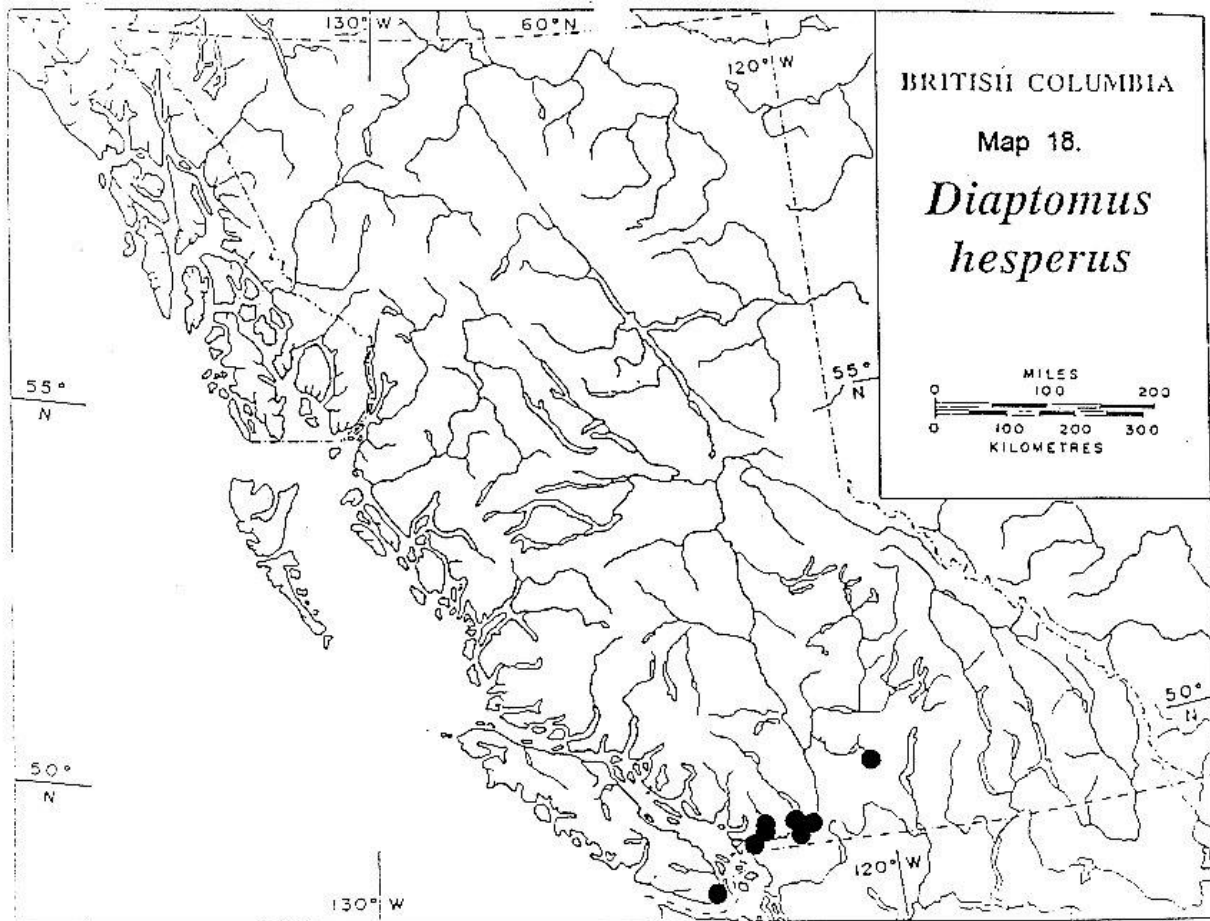 130° W
60° N
120° W
BRITISH COLUMBIA
Map 18.
Diaptomus
hesperus
MILES
0 100 200
0 100 200 300
KILOMETRES
55°
N
55°
N
50°
N
50°
N
130° W
120° W